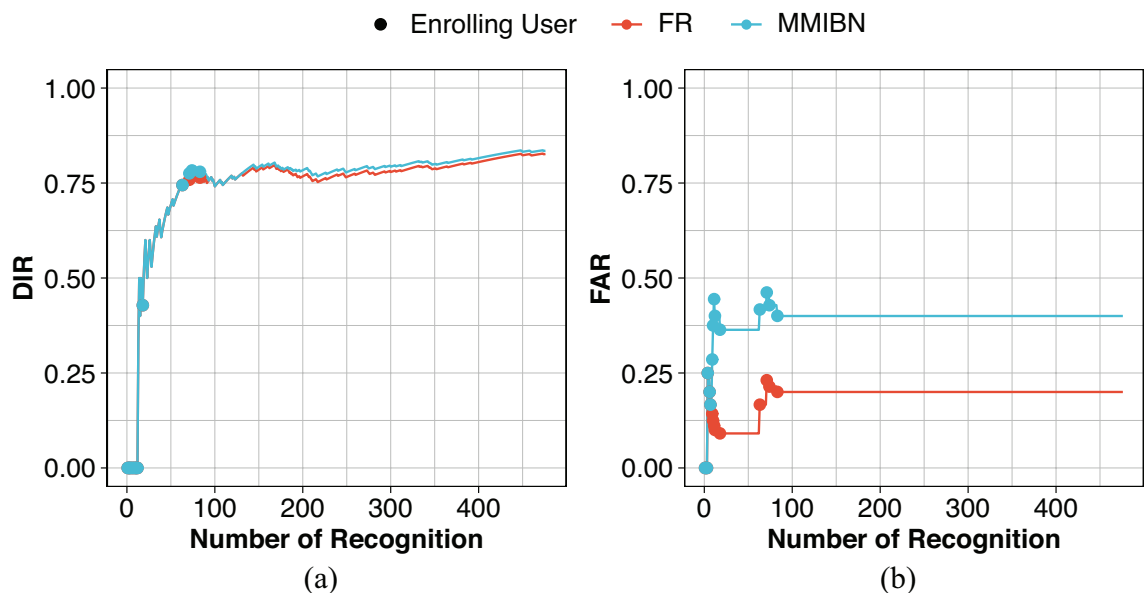 Enrolling User FR MMIBN
1.00 0.75 0.50 0.25 0.00
DIR
0 100 200 300 400
Number of Recognition
(a)
1.00 0.75 0.50 0.25 0.00
FAR
0 100 200 300 400
Number of Recognition
(b)